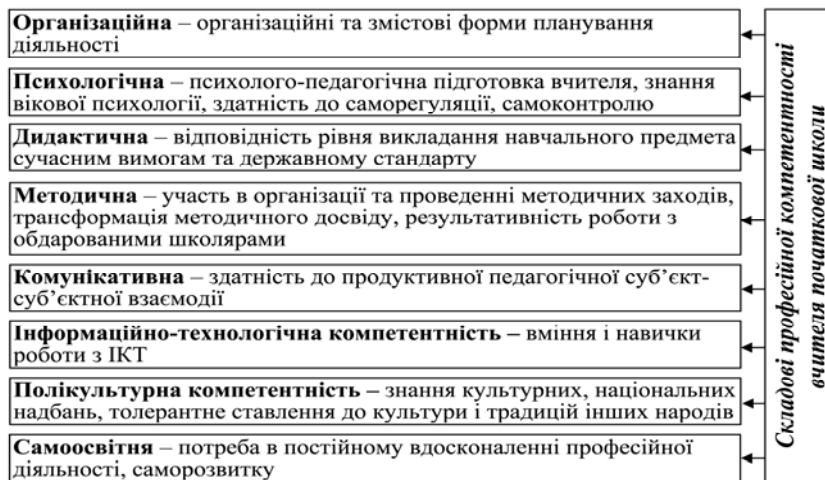 Організаційна – організаційні та змістові форми планування
діяльності
Психологічна – психолого-педагогічна підготовка вчителя, знання
вікової психології, здатність до саморегуляції, самоконтролю
Дидактична – відповідність рівня викладання навчального предмета
сучасним вимогам та державному стандарту
Методична – участь в організації та проведенні методичних заходів,
трансформація методичного досвіду, результативність роботи з
обдарованими школярами
Комунікативна – здатність до продуктивної педагогічної суб’єкт-
суб’єктної взаємодії
Інформаційно-технологічна компетентність – вміння і навички
роботи з ІКТ
Полікультурна компетентність – знання культурних, національних
надбань, толерантне ставлення до культури і традицій інших народів
Самоосвітня – потреба в постійному вдосконаленні професійної
діяльності, саморозвитку
Складові професійної компетентності
вчителя початкової школи